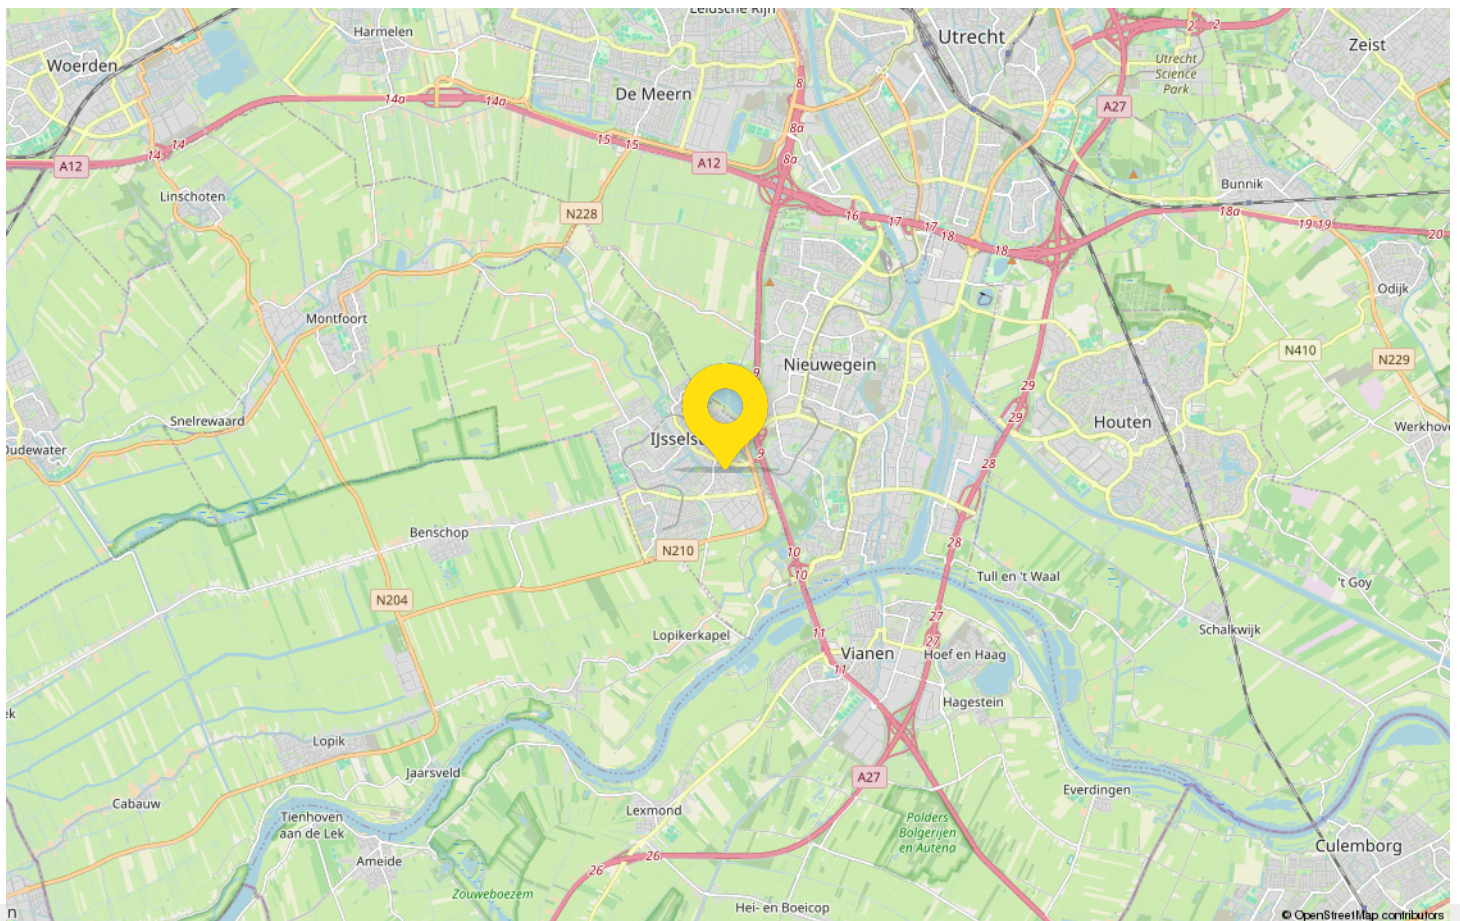 Leidsche Rijn
Harmelen
Utrecht
Zeist
Woerden
Utrecht
Science
Park
De Meern
8
2
2
14a
14a
A27
8a
15
15
14
14
A12
A12
8a
Linschoten
Bunnik
N228
16
17
17
18
18
18a
19
19
20
Odijk
Montfoort
N410
N229
Nieuwegein
9
29
29
Snelrewaard
Houten
Werkhov
Oudewater
IJsselst
9
28
Benschop
28
N210
10
10
Tull en 't Waal
't Goy
N204
27
27
Lopikerkapel
11
Schalkwijk
Vianen
Hoef en Haag
11
Hagestein
ek
Lopik
Jaarsveld
A27
Everdingen
Cabauw
Lexmond
Tienhoven
aan de Lek
Polders
Bolgerijen
en Autena
Culemborg
26
26
Ameide
Zouweboezem
Hei- en Boeicop
n
© OpenStreetMap contributors